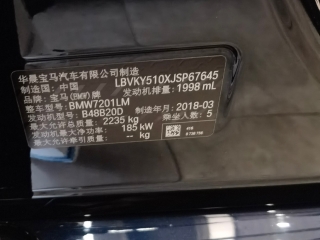 华晨宝马汽车有限公司制造
制造国: 中国 LBVKY510XJSP67645
品牌: 宝马(BMW)牌 发动机排量: 1998 mL
整车型号: BMW7201LM
发动机型号: B48B20D 制造年月: 2018-03
最大允许总质量: 2235 kg 乘坐人数: 5
发动机最大净功率: 185 kW
最大允许牵引质量: -- kg